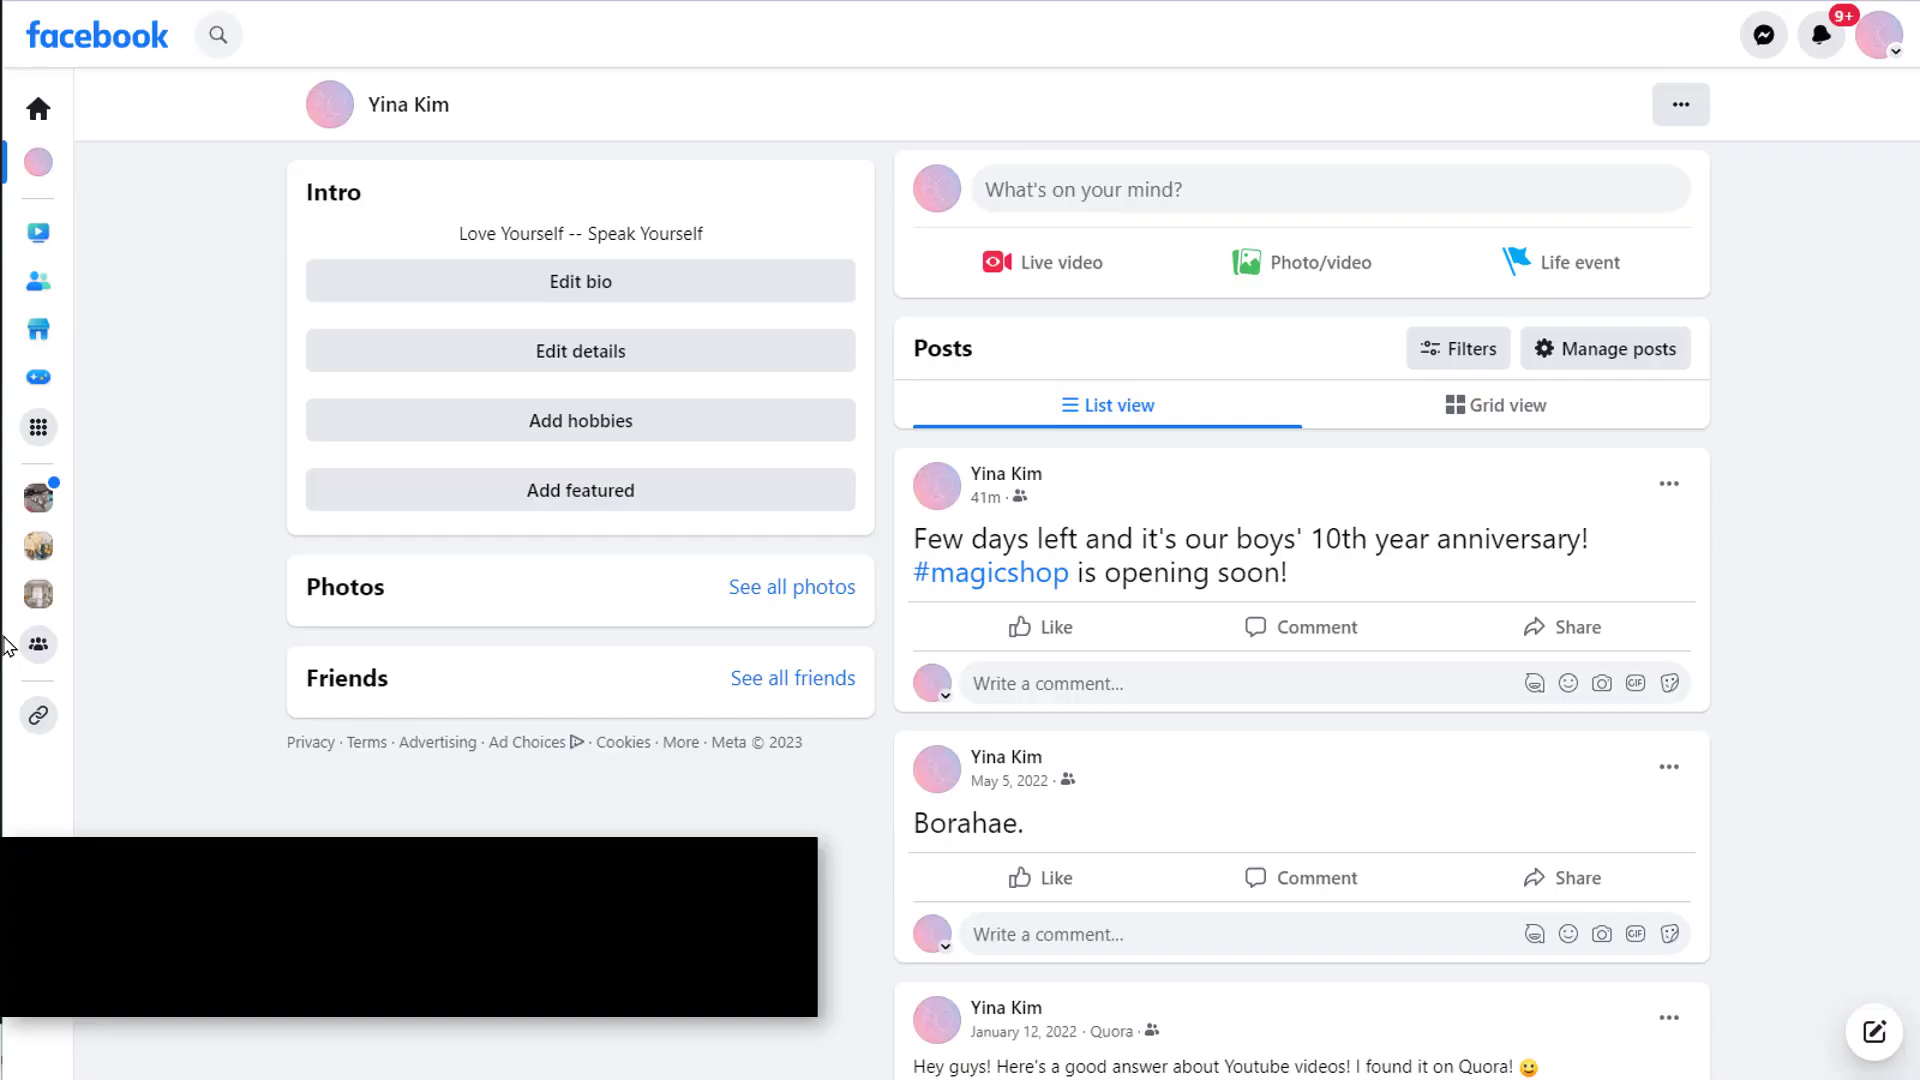 facebook
9+
Yina Kim
Intro
Love Yourself -- Speak Yourself
Edit bio
Edit details
Add hobbies
Add featured
Photos
See all photos
Friends
See all friends
Privacy · Terms · Advertising · Ad Choices · Cookies · More · Meta © 2023
What's on your mind?
Live video
Photo/video
Life event
Posts
Filters
Manage posts
List view
Grid view
Yina Kim
41m ·
Few days left and it's our boys' 10th year anniversary!
#magicshop is opening soon!
Like
Comment
Share
Write a comment...
GIF
Yina Kim
May 5, 2022 ·
Borahae.
Like
Comment
Share
Write a comment...
GIF
Yina Kim
January 12, 2022 · Quora ·
Hey guys! Here's a good answer about Youtube videos! I found it on Quora! 😀